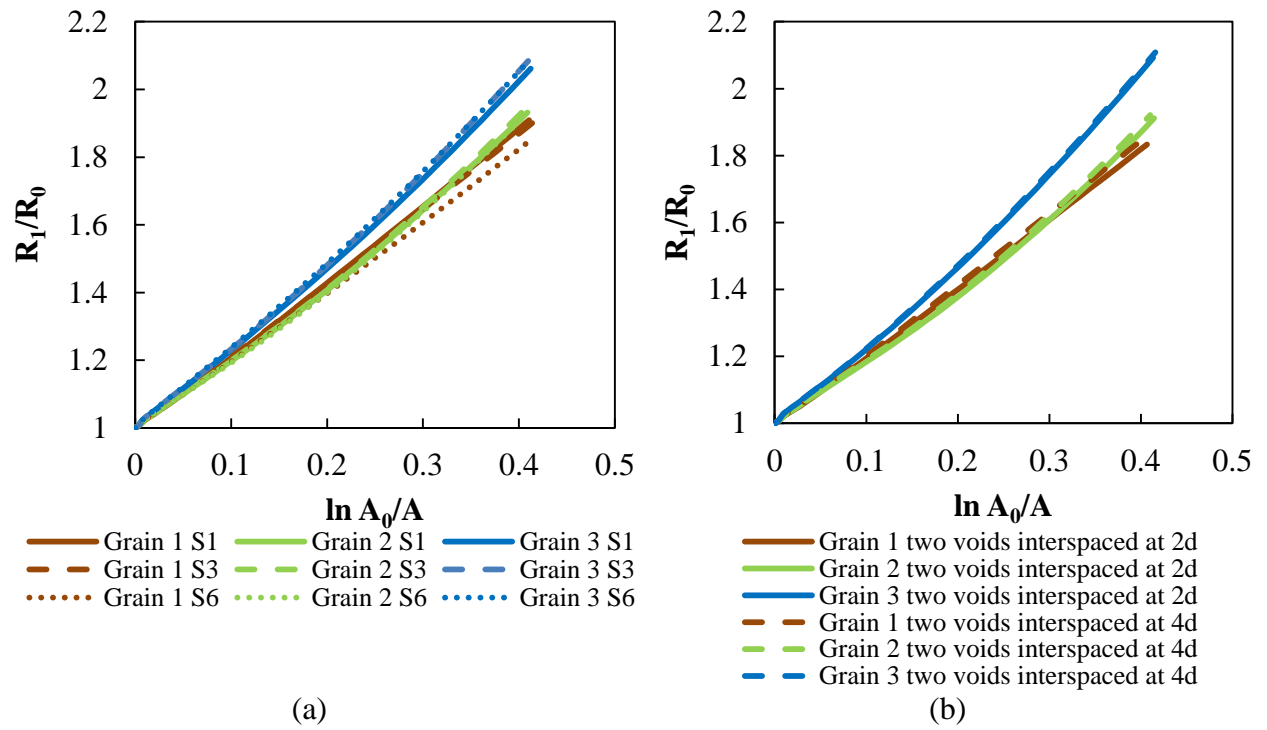 2.2
2
1.8
1.6
1.4
1.2
1
R1/R0
0 0.1 0.2 0.3 0.4 0.5
ln A0/A
Grain 1 S1 Grain 2 S1 Grain 3 S1
Grain 1 S3 Grain 2 S3 Grain 3 S3
Grain 1 S6 Grain 2 S6 Grain 3 S6
(a)
2.2
2
1.8
1.6
1.4
1.2
1
R1/R0
0 0.1 0.2 0.3 0.4 0.5
ln A0/A
Grain 1 two voids interspaced at 2d
Grain 2 two voids interspaced at 2d
Grain 3 two voids interspaced at 2d
Grain 1 two voids interspaced at 4d
Grain 2 two voids interspaced at 4d
Grain 3 two voids interspaced at 4d
(b)